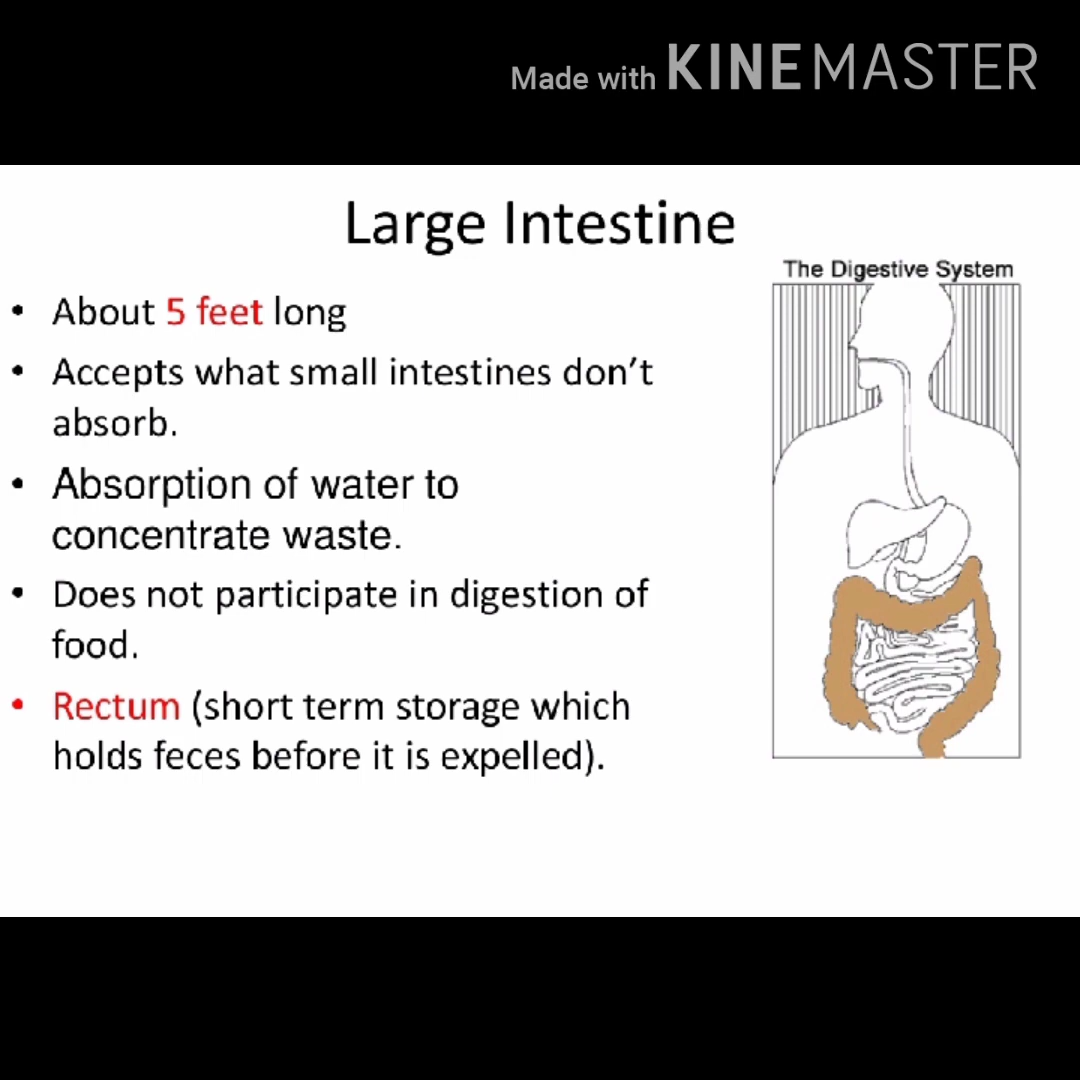 Made with KINEMASTER
Large Intestine
The Digestive System
• About 5 feet long
• Accepts what small intestines don’t
absorb.
• Absorption of water to
concentrate waste.
• Does not participate in digestion of
food.
• Rectum (short term storage which
holds feces before it is expelled).